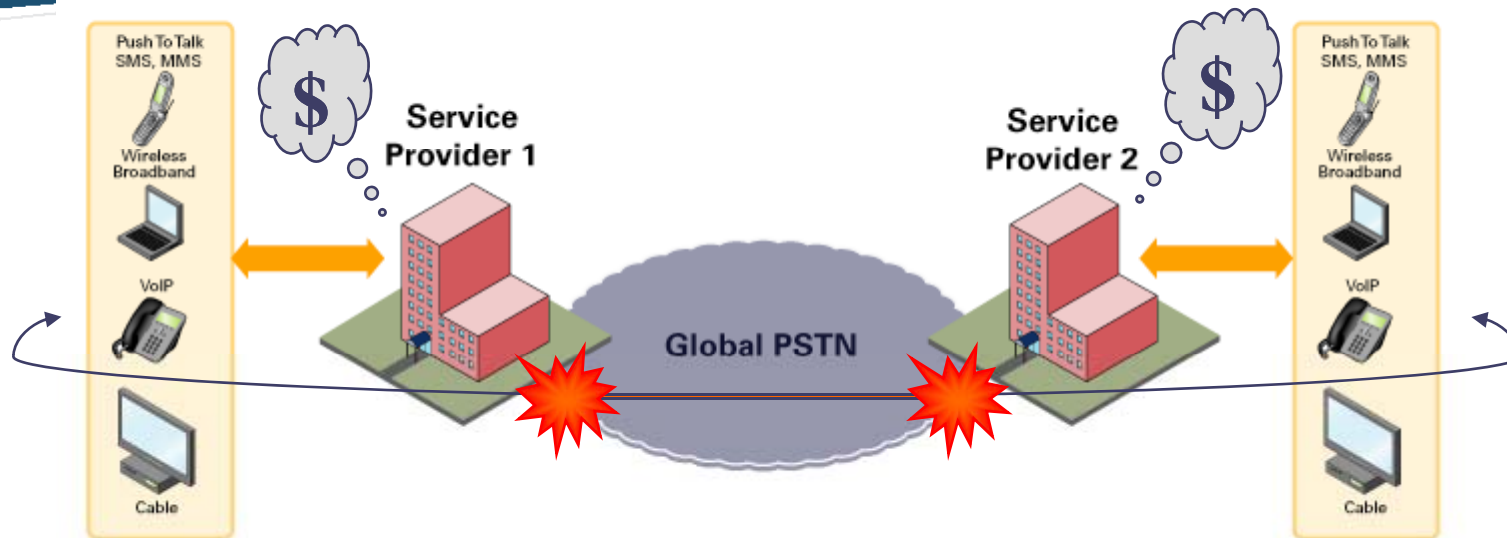 Push To Talk
SMS, MMS
Wireless
Broadband
VoIP
Cable
$
Service
Provider 1
Global PSTN
$
Service
Provider 2
Push To Talk
SMS, MMS
Wireless
Broadband
VoIP
Cable